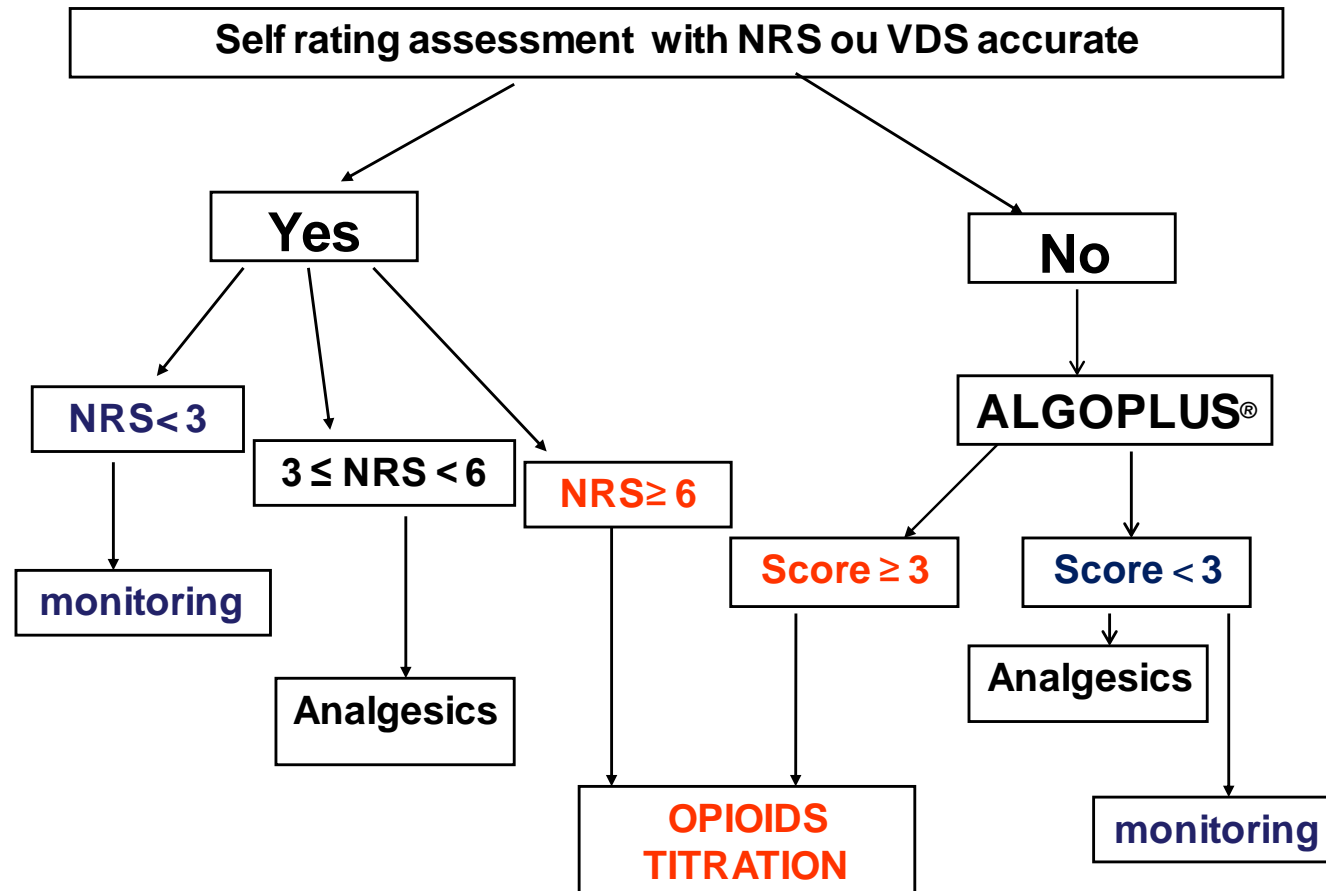 Self rating assessment with NRS ou VDS accurate
Yes
No
NRS< 3
3 ≤ NRS < 6
NRS≥ 6
ALGOPLUS®
Score ≥ 3
Score < 3
monitoring
Analgesics
Analgesics
OPIOIDS
TITRATION
monitoring